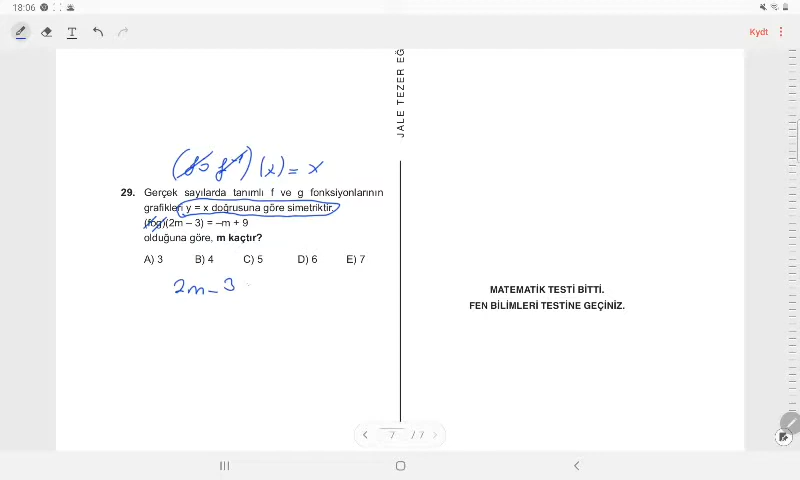 18:06
T
Kydt
JALE TEZER EĞ
(fof⁻¹)(x) = x
29. Gerçek sayılarda tanımlı f ve g fonksiyonlarının
grafikleri y = x doğrusuna göre simetriktir.
(fog)(2m – 3) = –m + 9
olduğuna göre, m kaçtır?
A) 3 B) 4 C) 5 D) 6 E) 7
2m – 3
MATEMATİK TESTİ BİTTİ.
FEN BİLİMLERİ TESTİNE GEÇİNİZ.
7 / 7